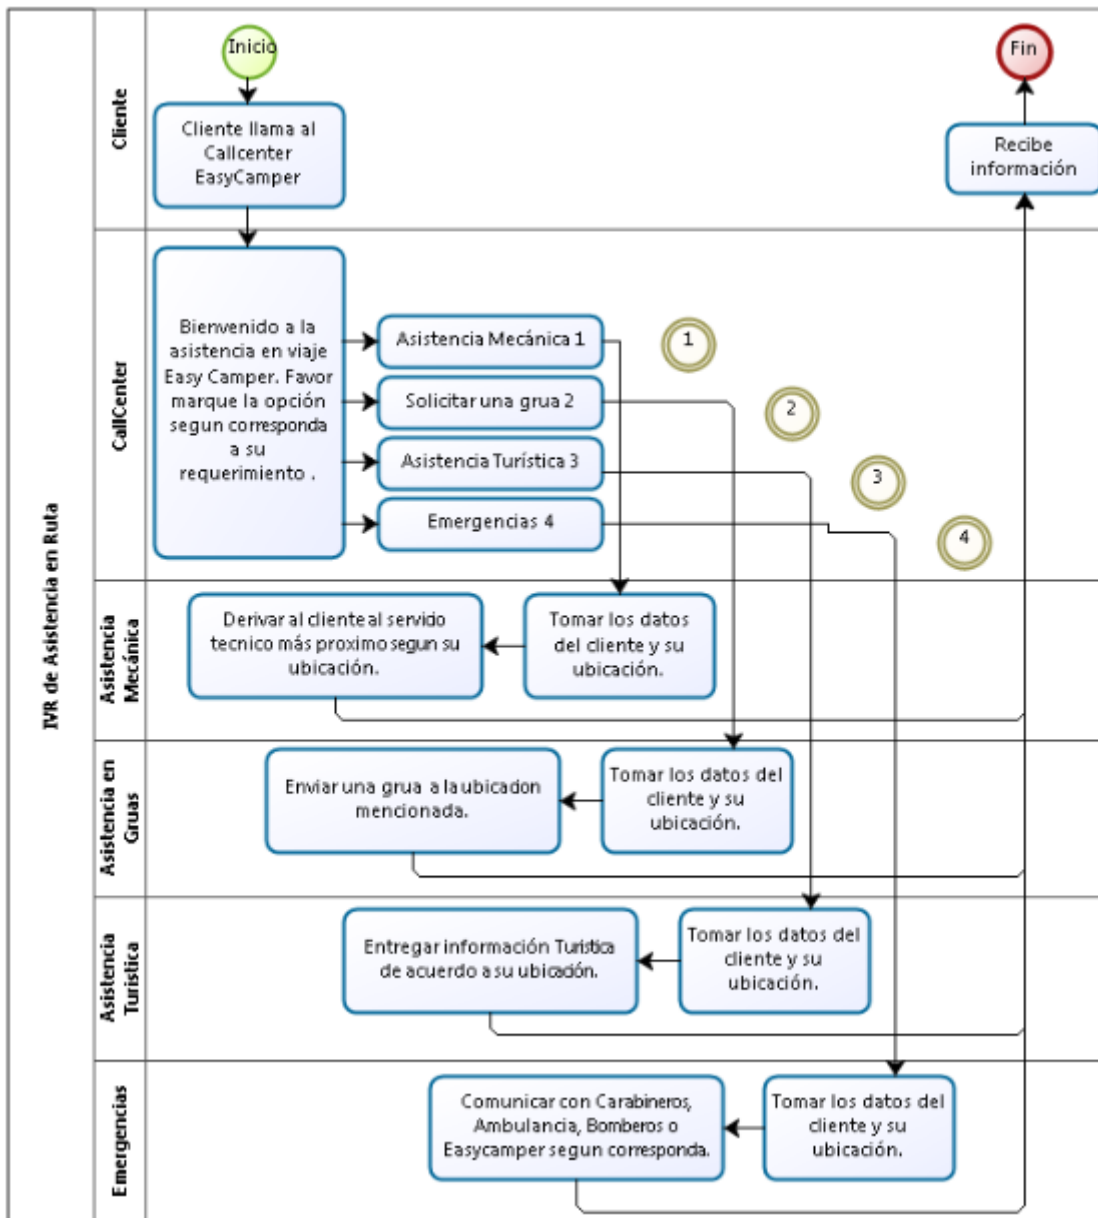 IVR de Asistencia en Ruta
Cliente
Inicio
Fin
Cliente llama al
Callcenter
EasyCamper
Recibe
información
CallCenter
Bienvenido a la
asistencia en viaje
Easy Camper. Favor
marque la opción
segun corresponda
a su
requerimiento .
Asistencia Mecánica 1
Solicitar una grua 2
Asistencia Turística 3
Emergencias 4
1
2
3
4
Asistencia
Mecánica
Derivar al cliente al servicio
tecnico más proximo segun su
ubicación.
Tomar los datos
del cliente y su
ubicación.
Asistencia en
Gruas
Enviar una grua a la ubicadon
mencionada.
Tomar los datos del
cliente y su
ubicación.
Asistencia
Turistica
Entregar información Turistica
de acuerdo a su ubicación.
Tomar los datos del
cliente y su
ubicación.
Emergencias
Comunicar con Carabineros,
Ambulancia, Bomberos o
Easycamper segun corresponda.
Tomar los datos del
cliente y su
ubicación.